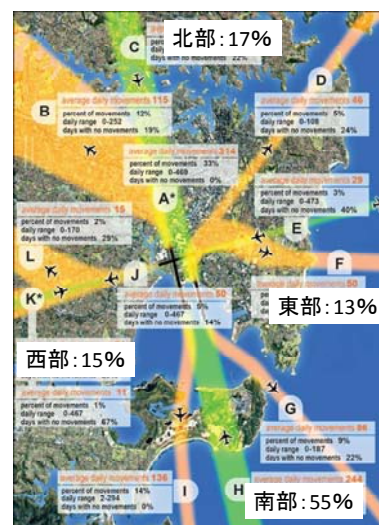 C
北部：17%
22%
D
B
average daily movements 115
percent of movements 12%
daily range 0-252
days with no movements 19%
average daily movements 46
percent of movements 5%
daily range 0-108
days with no movements 24%
average daily movements 314
percent of movements 33%
daily range 0-469
days with no movements 0%
A*
average daily movements 29
percent of movements 3%
daily range 0-473
days with no movements 40%
E
average daily movements 15
percent of movements 2%
daily range 0-170
days with no movements 29%
L
J
K*
F
average daily movements 50
percent of movements 5%
daily range 0-467
days with no movements 14%
average daily movements 50
東部：13%
西部：15%
11
percent of movements 1%
daily range 0-467
days with no movements 67%
G
average daily movements 86
percent of movements 9%
daily range 0-187
days with no movements 22%
average daily movements 136
percent of movements 14%
daily range 2-294
days with no movements 0%
I
H
average daily movements 244
南部：55%